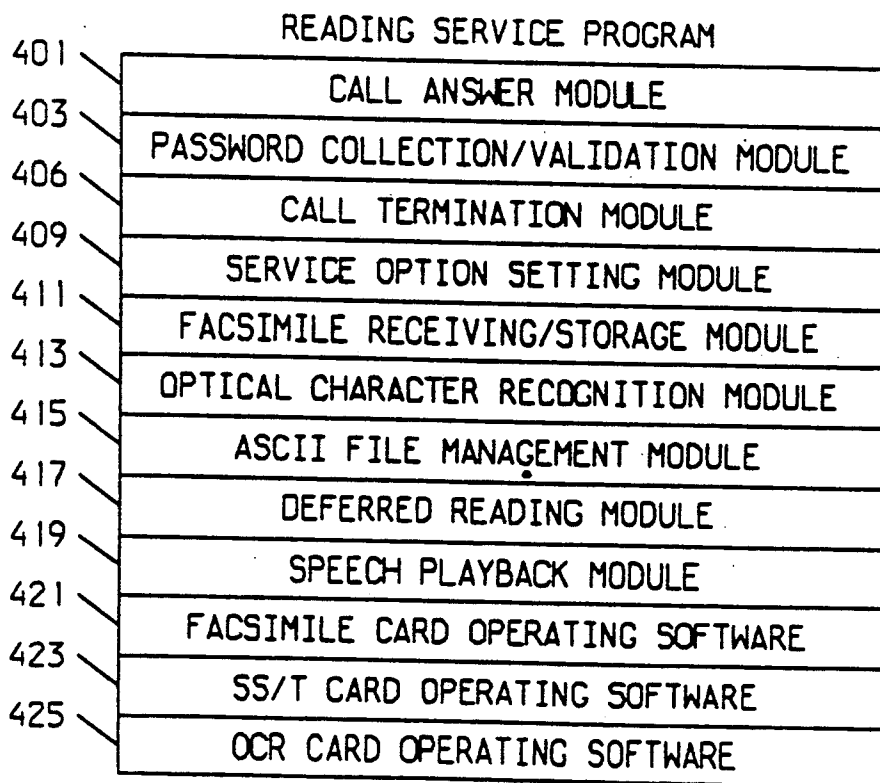 READING SERVICE PROGRAM
401 CALL ANSWER MODULE
403 PASSWORD COLLECTION/VALIDATION MODULE
406 CALL TERMINATION MODULE
409 SERVICE OPTION SETTING MODULE
411 FACSIMILE RECEIVING/STORAGE MODULE
413 OPTICAL CHARACTER RECOGNITION MODULE
415 ASCII FILE MANAGEMENT MODULE
417 DEFERRED READING MODULE
419 SPEECH PLAYBACK MODULE
421 FACSIMILE CARD OPERATING SOFTWARE
423 SS/T CARD OPERATING SOFTWARE
425 OCR CARD OPERATING SOFTWARE